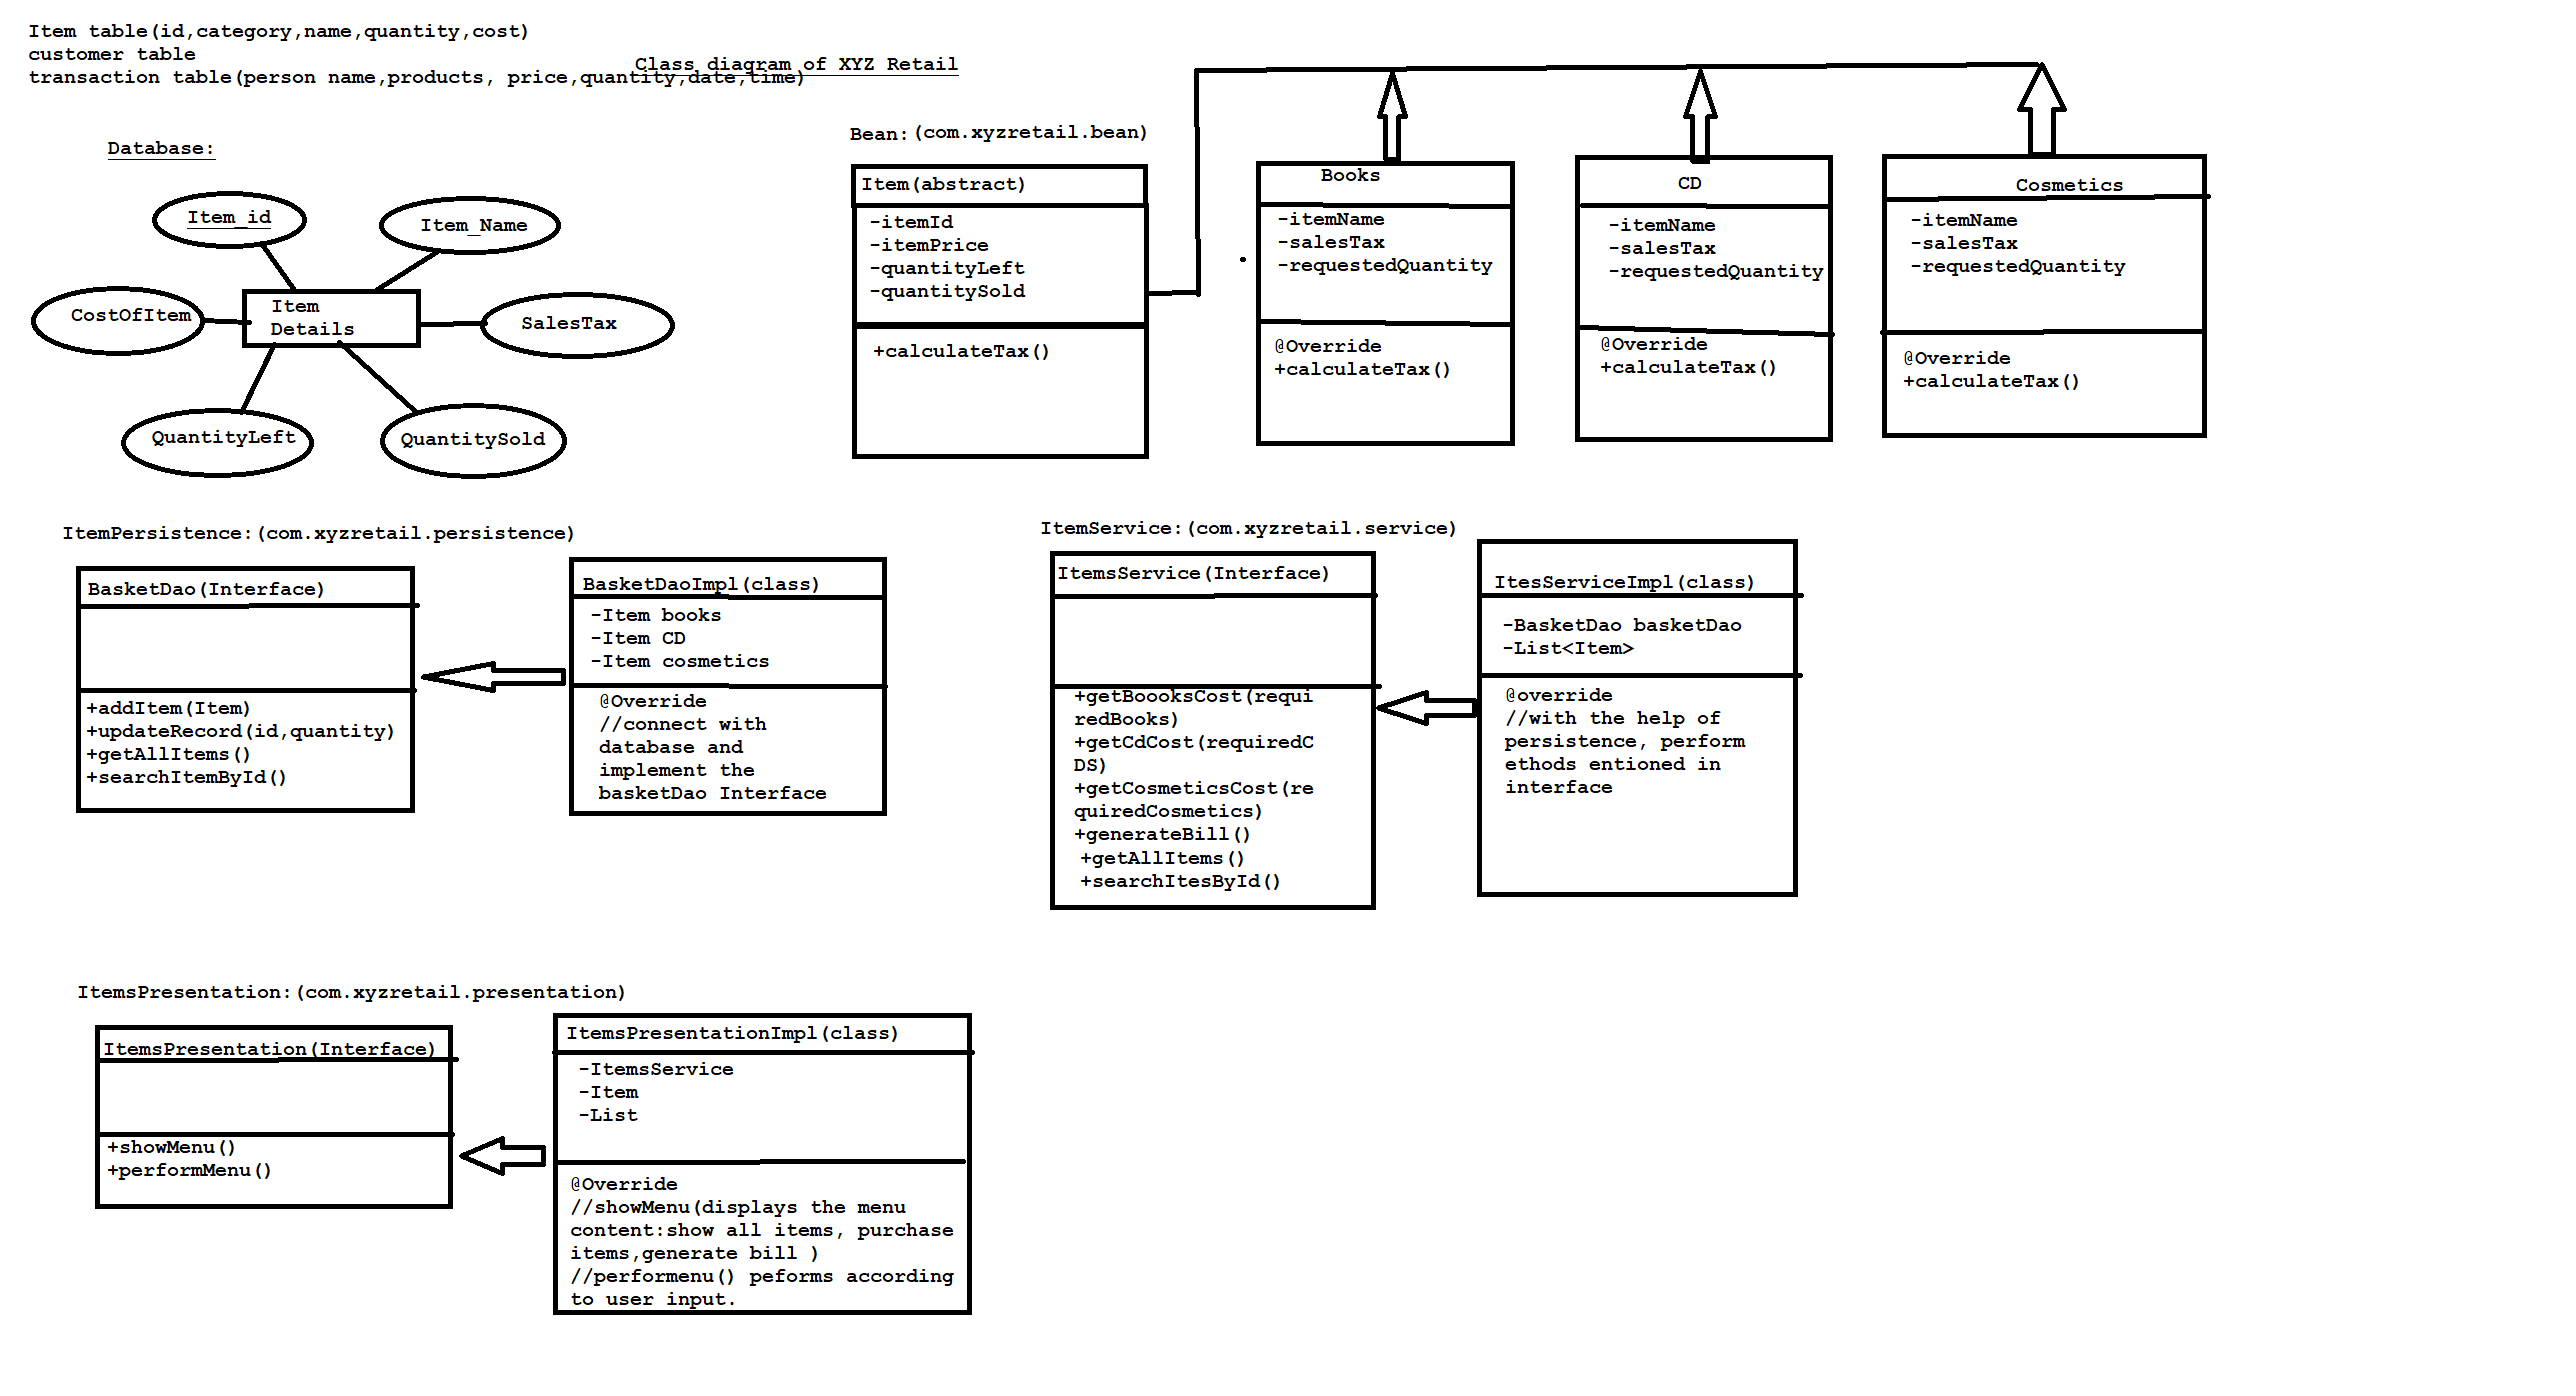 Item table(id,category,name,quantity,cost)
customer table
transaction table(person name,products, price,quantity,date,time)
Class diagram of XYZ Retail
Database:
Item_id
Item_Name
CostOfItem
Item
Details
SalesTax
QuantityLeft
QuantitySold
Bean:(com.xyzretail.bean)
Item(abstract)
-itemId
-itemPrice
-quantityLeft
-quantitySold
+calculateTax()
Books
-itemName
-salesTax
-requestedQuantity
@Override
+calculateTax()
CD
-itemName
-salesTax
-requestedQuantity
@Override
+calculateTax()
Cosmetics
-itemName
-salesTax
-requestedQuantity
@Override
+calculateTax()
ItemPersistence:(com.xyzretail.persistence)
BasketDao(Interface)
+addItem(Item)
+updateRecord(id,quantity)
+getAllItems()
+searchItemById()
BasketDaoImpl(class)
-Item books
-Item CD
-Item cosmetics
@Override
//connect with
database and
implement the
basketDao Interface
ItemService:(com.xyzretail.service)
ItemsService(Interface)
+getBoooksCost(requi
redBooks)
+getCdCost(requiredC
DS)
+getCosmeticsCost(re
quiredCosmetics)
+generateBill()
+getAllItems()
+searchItesById()
ItesServiceImpl(class)
-BasketDao basketDao
-List<Item>
@override
//with the help of
persistence, perform
ethods entioned in
interface
ItemsPresentation:(com.xyzretail.presentation)
ItemsPresentation(Interface)
+showMenu()
+performMenu()
ItemsPresentationImpl(class)
-ItemsService
-Item
-List
@Override
//showMenu(displays the menu
content:show all items, purchase
items,generate bill )
//performenu() peforms according
to user input.